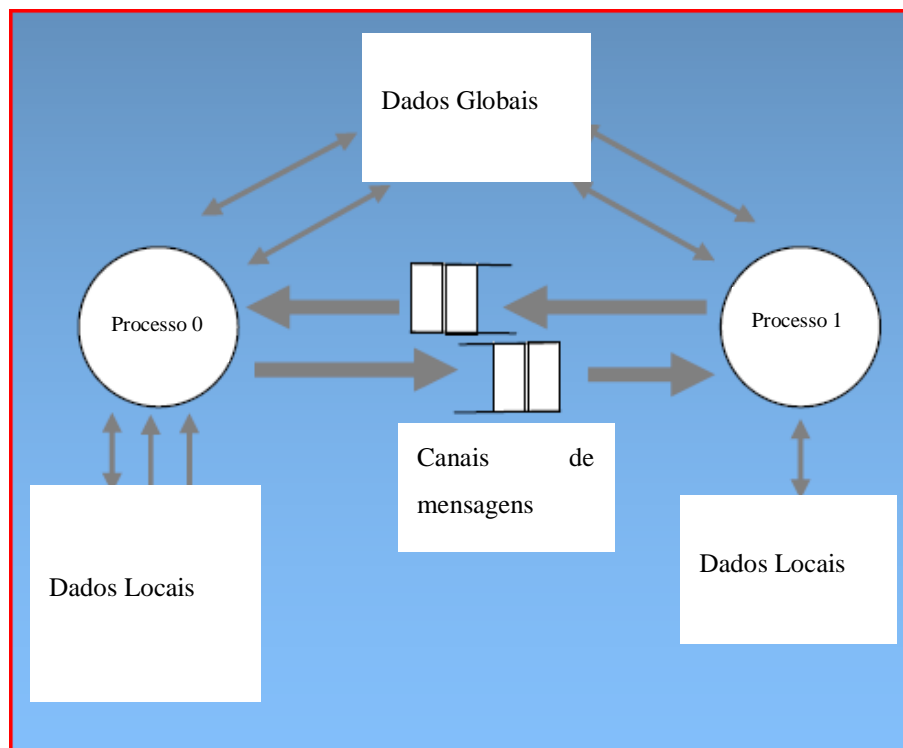 Dados Globais
Processo 0
Processo 1
Canais de
mensagens
Dados Locais
Dados Locais